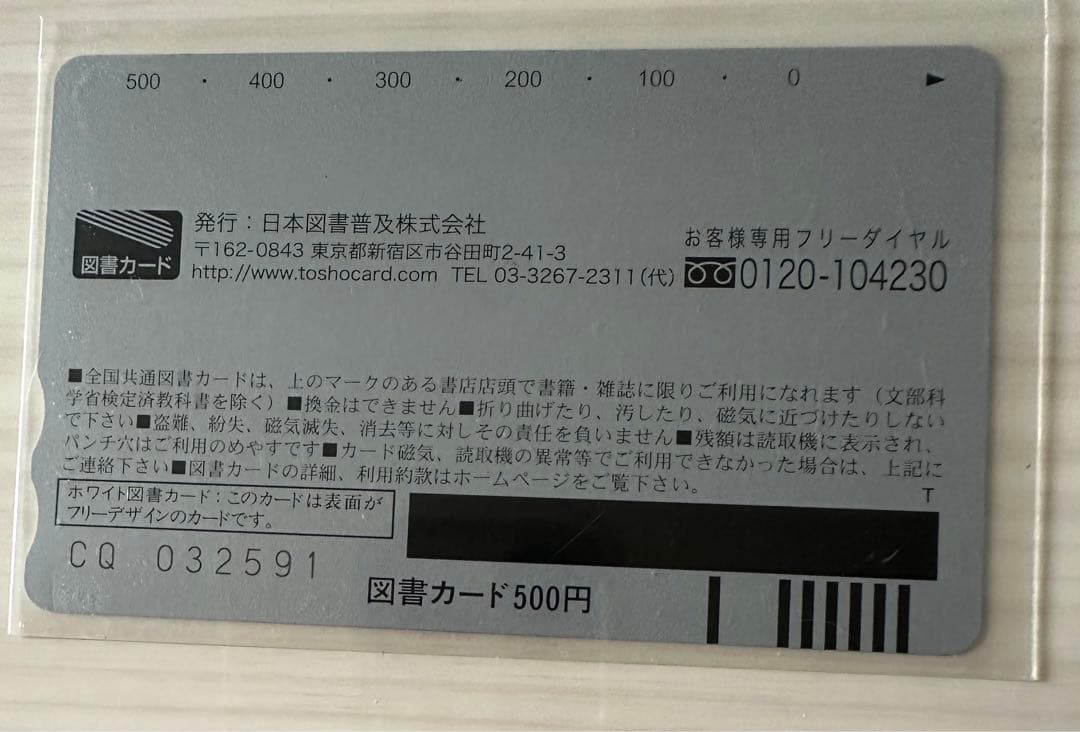 500 ・ 400 ・ 300 ・ 200 ・ 100 ・ 0 ▶
図書カード
発行：日本図書普及株式会社
〒162-0843 東京都新宿区市谷田町2-41-3
http://www.toshocard.com TEL 03-3267-2311（代）
お客様専用フリーダイヤル
0120-104230
■全国共通図書カードは、上のマークのある書店店頭で書籍・雑誌に限りご利用になれます（文部科
学省検定済教科書を除く）■換金はできません■折り曲げたり、汚したり、磁気に近づけたりしない
で下さい■盗難、紛失、磁気滅失、消去等に対しその責任を負いません■残額は読取機に表示され、
パンチ穴はご利用のめやすです■カード磁気、読取機の異常等でご利用できなかった場合は、上記に
ご連絡下さい■図書カードの詳細、利用約款はホームページをご覧下さい。
T
ホワイト図書カード：このカードは表面が
フリーデザインのカードです。
CQ 032591
図書カード500円